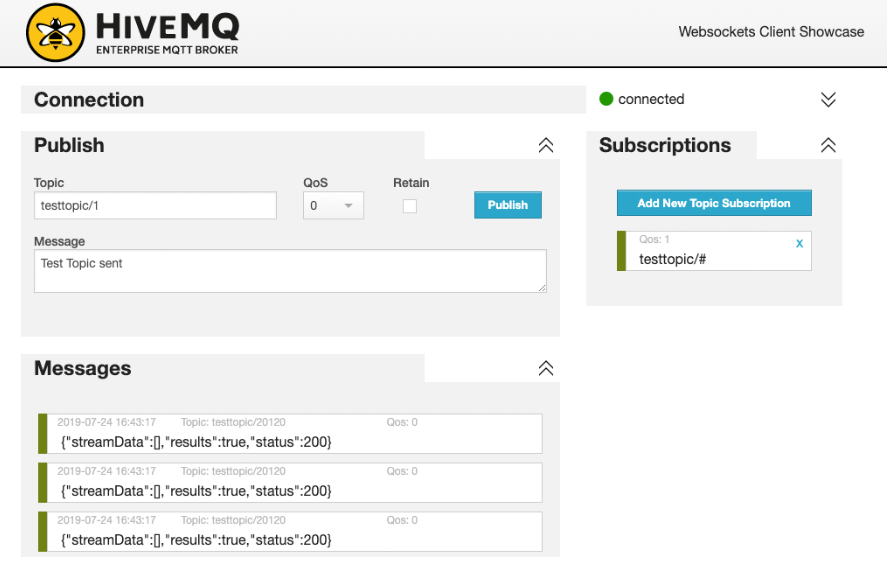 HIVEMQ
ENTERPRISE MQTT BROKER
Websockets Client Showcase
Connection
connected
Publish
Subscriptions
Topic QoS Retain
testtopic/1 0 Publish
Add New Topic Subscription
Qos: 1 x
testtopic/#
Message
Test Topic sent
Messages
2019-07-24 16:43:17 Topic: testtopic/20120 Qos: 0
{"streamData":[],"results":true,"status":200}
2019-07-24 16:43:17 Topic: testtopic/20120 Qos: 0
{"streamData":[],"results":true,"status":200}
2019-07-24 16:43:17 Topic: testtopic/20120 Qos: 0
{"streamData":[],"results":true,"status":200}